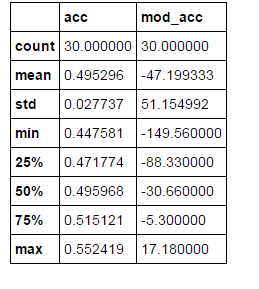 acc mod_acc
count 30.000000 30.000000
mean 0.495296 -47.199333
std 0.027737 51.154992
min 0.447581 -149.560000
25% 0.471774 -88.330000
50% 0.495968 -30.660000
75% 0.515121 -5.300000
max 0.552419 17.180000